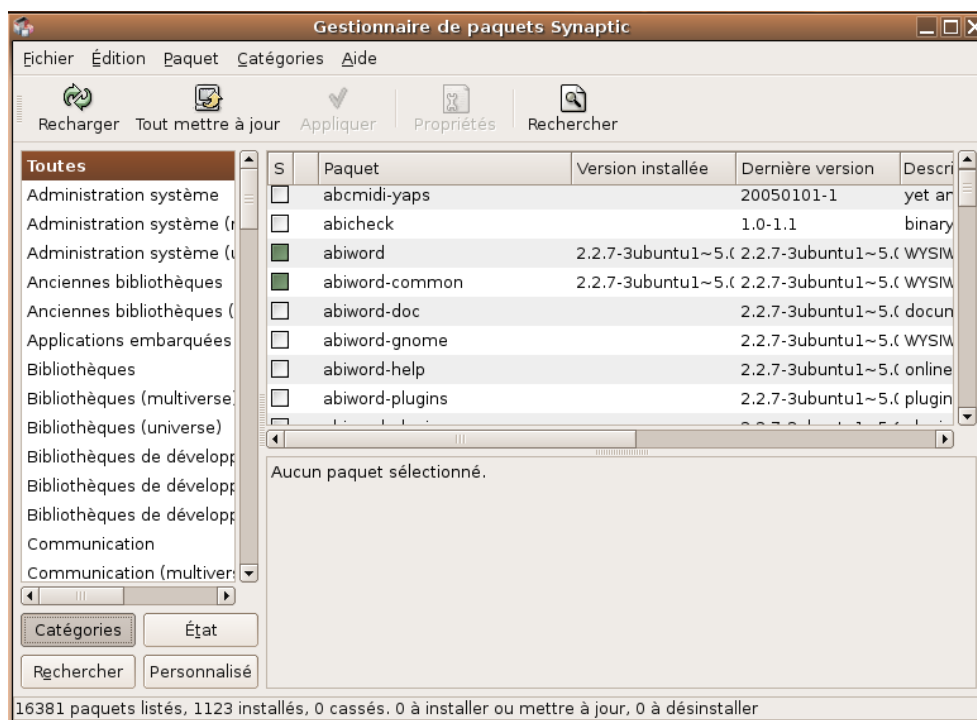 Gestionnaire de paquets Synaptic
Fichier Édition Paquet Catégories Aide
Recharger Tout mettre à jour Appliquer Propriétés Rechercher
Toutes
Administration système
Administration système (
Administration système (
Anciennes bibliothèques
Anciennes bibliothèques (
Applications embarquées
Bibliothèques
Bibliothèques (multiverse
Bibliothèques (universe)
Bibliothèques de dévelop
Bibliothèques de dévelop
Bibliothèques de dévelop
Communication
Communication (multiver
Catégories État
Rechercher Personnalisé
S Paquet Version installée Dernière version Descri
abcmidi-yaps 20050101-1 yet
abicheck 1.0-1.1 binary
abiword 2.2.7-3ubuntu1~5.( 2.2.7-3ubuntu1~5.( WYSIW
abiword-common 2.2.7-3ubuntu1~5.( 2.2.7-3ubuntu1~5.( WYSIW
abiword-doc 2.2.7-3ubuntu1~5.( docum
abiword-gnome 2.2.7-3ubuntu1~5.( WYSIW
abiword-help 2.2.7-3ubuntu1~5.( online
abiword-plugins 2.2.7-3ubuntu1~5.( plugin
Aucun paquet sélectionné.
16381 paquets listés, 1123 installés, 0 cassés. 0 à installer ou mettre à jour, 0 à désinstaller